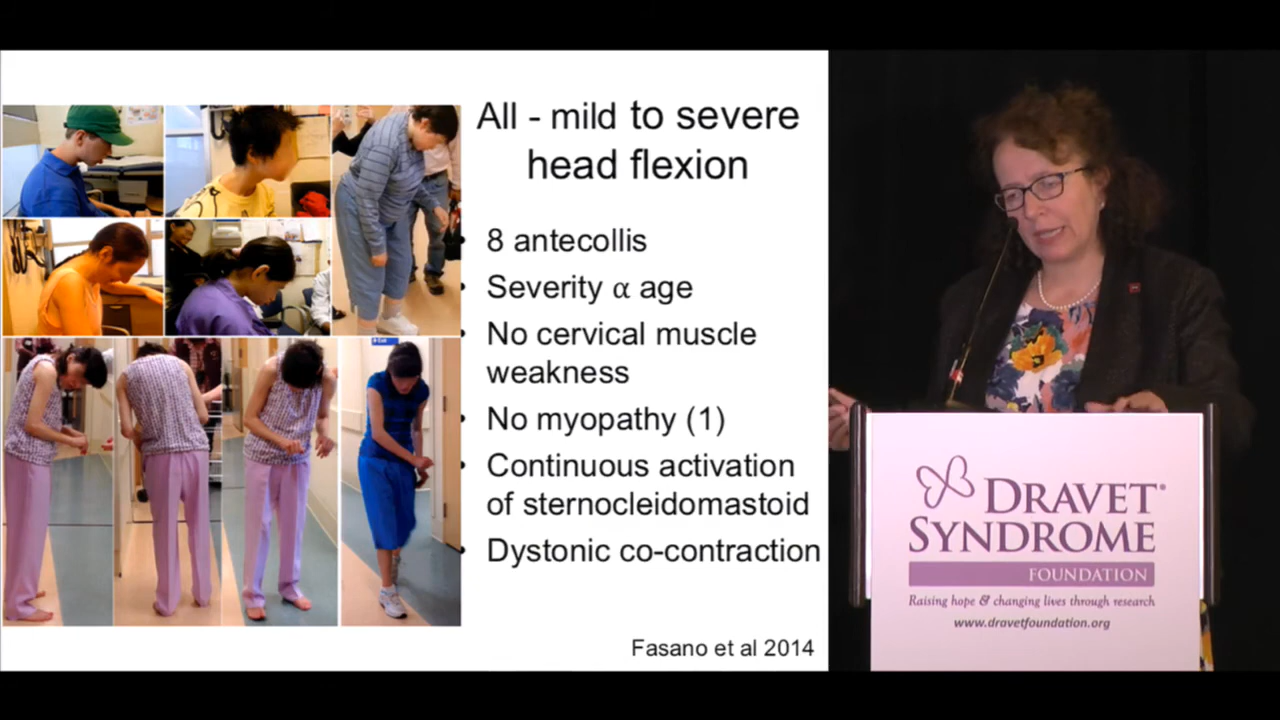 All - mild to severe
head flexion
8 antecollis
Severity α age
No cervical muscle
weakness
No myopathy (1)
Continuous activation
of sternocleidomastoid
Dystonic co-contraction
Fasano et al 2014
DRAVET
SYNDROME
FOUNDATION
Raising hope & changing lives through research
www.dravetfoundation.org